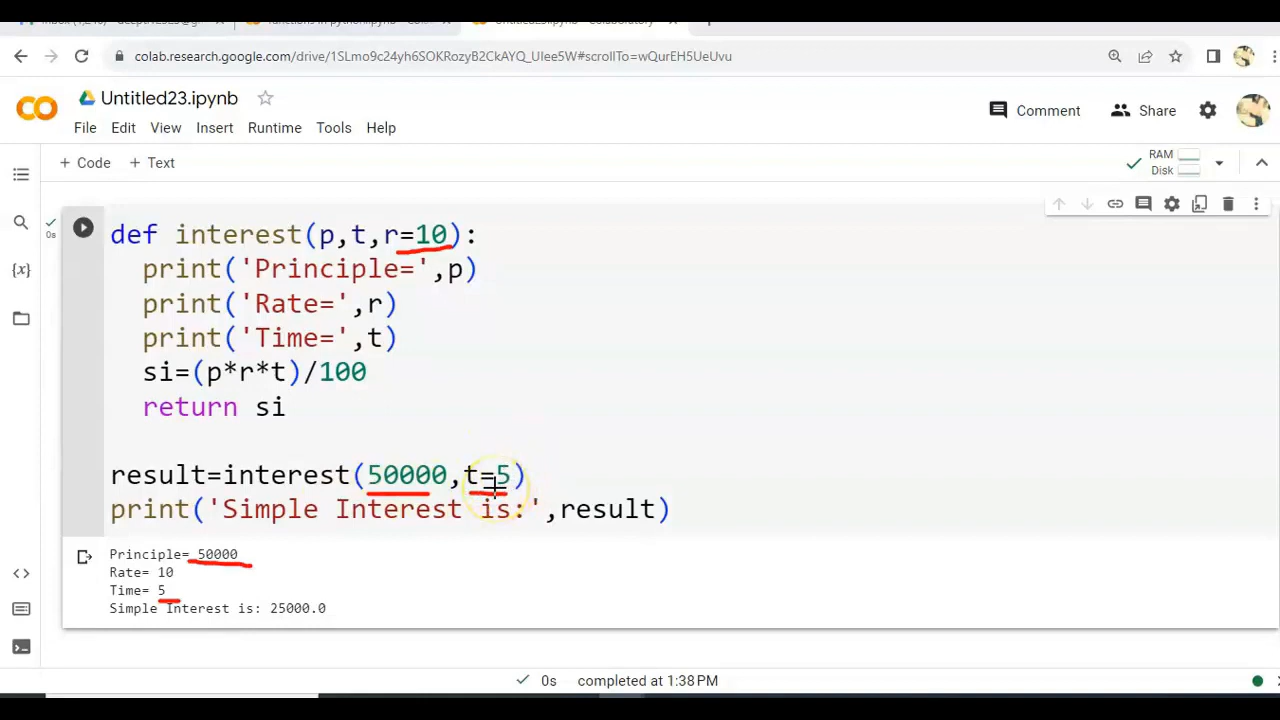 colab.research.google.com/drive/1SLmo9c24yh6SOKRozyB2CkAYQ_UIee5W#scrollTo=wQurEH5UeUvu
Untitled23.ipynb
File Edit View Insert Runtime Tools Help
Comment
Share
+ Code + Text
RAM
Disk
def interest(p,t,r=10):
print('Principle=',p)
print('Rate=',r)
print('Time=',t)
si=(p*r*t)/100
return si
result=interest(50000,t=5)
print('Simple Interest is:',result)
0s
{x}
Principle= 50000
Rate= 10
Time= 5
Simple Interest is: 25000.0
0s completed at 1:38 PM